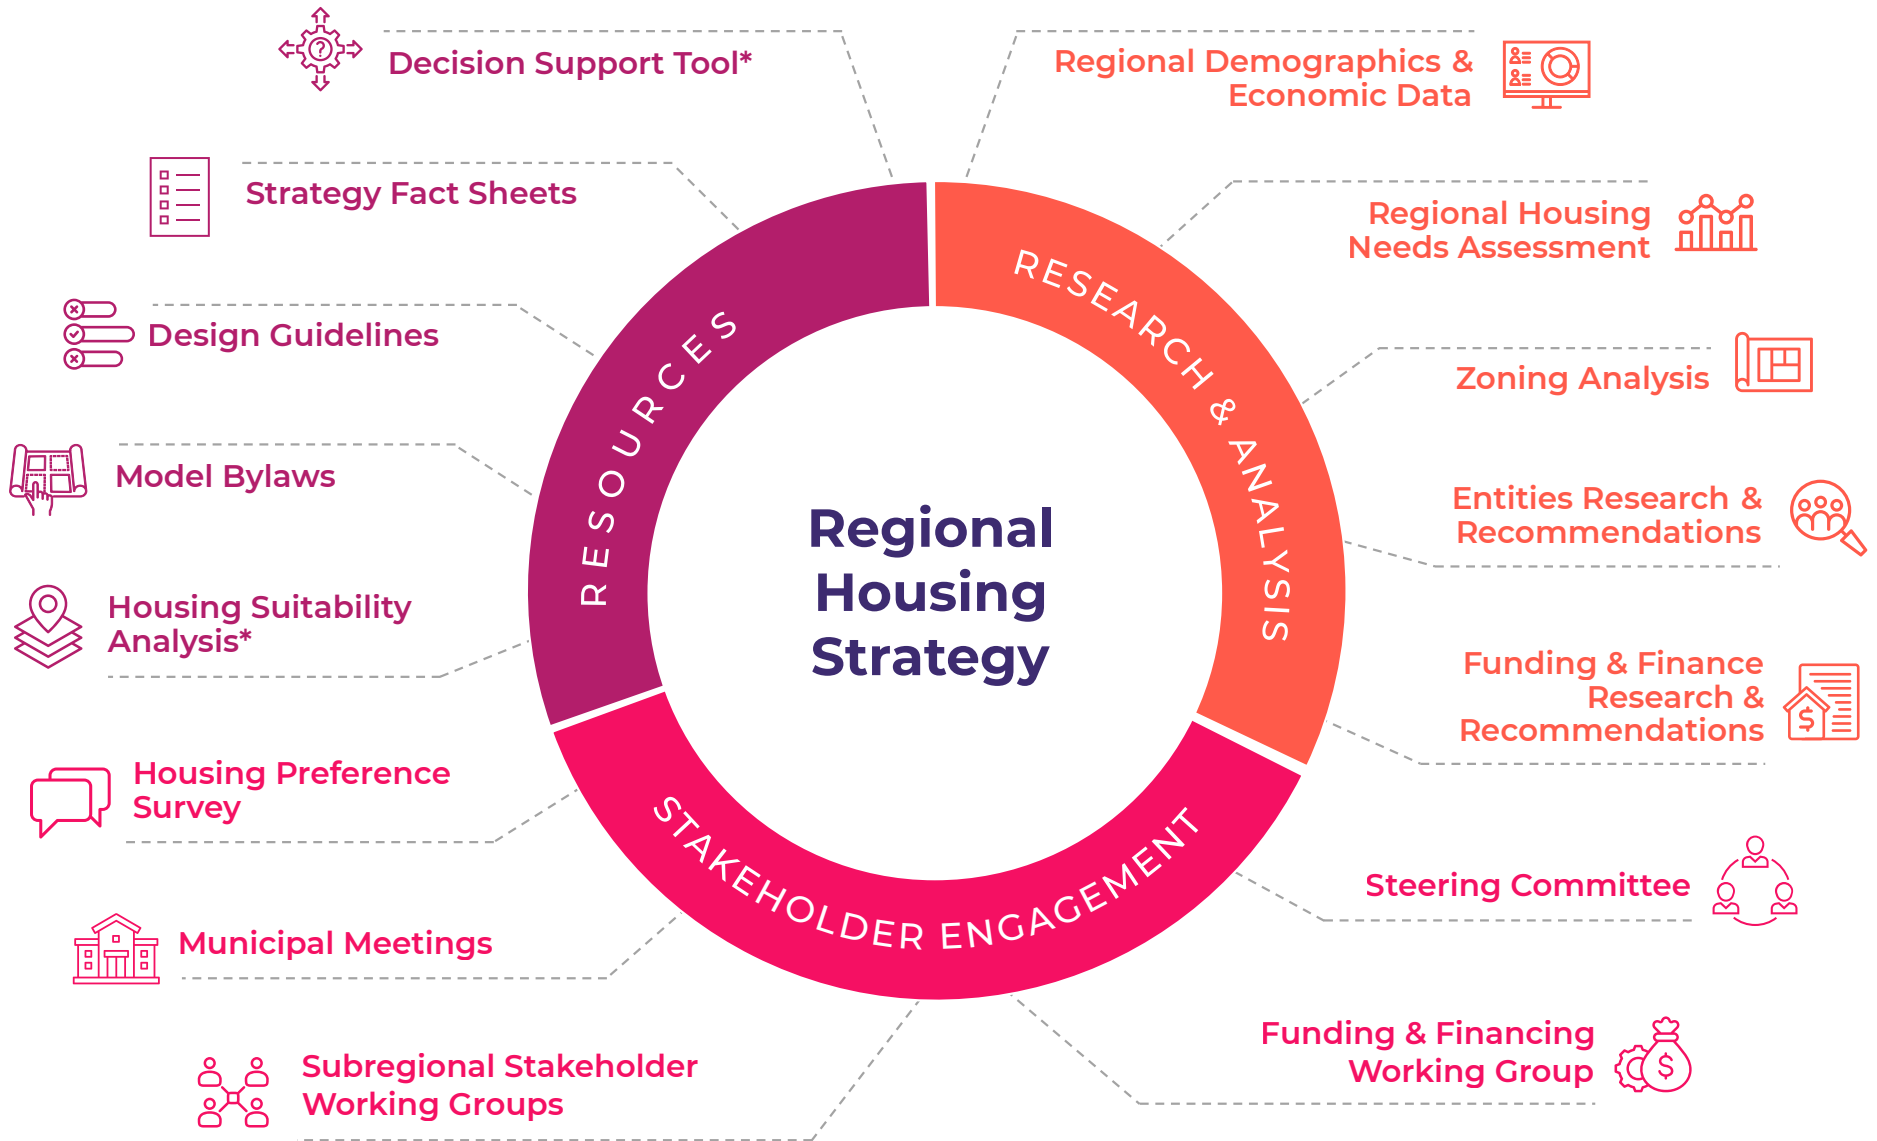 Decision Support Tool*
Strategy Fact Sheets
Design Guidelines
Model Bylaws
Housing Suitability
Analysis*
Housing Preference
Survey
Municipal Meetings
Subregional Stakeholder
Working Groups
RESOURCES
RESEARCH & ANALYSIS
STAKEHOLDER ENGAGEMENT
Regional
Housing
Strategy
Regional Demographics &
Economic Data
Regional Housing
Needs Assessment
Zoning Analysis
Entities Research &
Recommendations
Funding & Finance
Research &
Recommendations
Steering Committee
Funding & Financing
Working Group
?
$
$